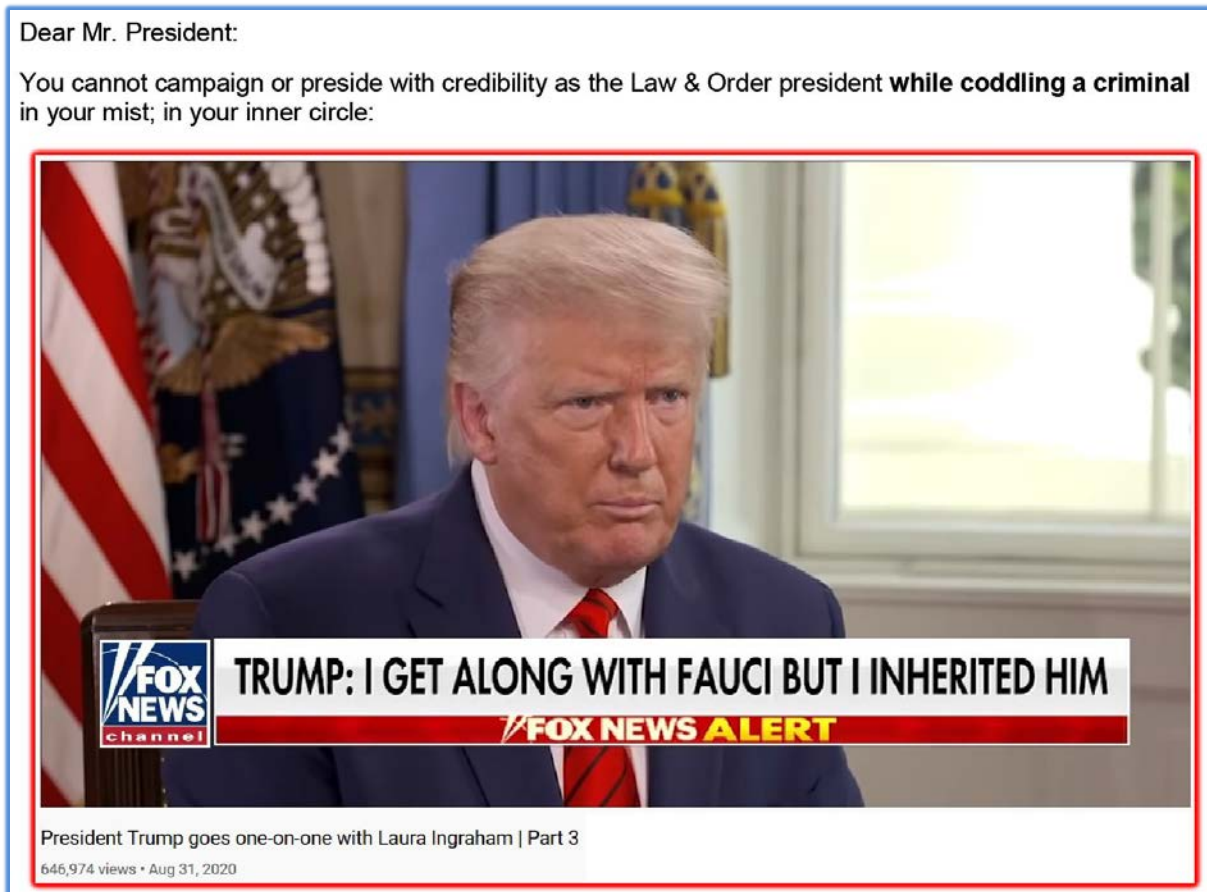 Dear Mr. President:
You cannot campaign or preside with credibility as the Law & Order president while coddling a criminal
in your mist; in your inner circle:
FOX
NEWS
channel
TRUMP: I GET ALONG WITH FAUCI BUT I INHERITED HIM
FOX NEWS ALERT
President Trump goes one-on-one with Laura Ingraham | Part 3
646,974 views • Aug 31, 2020